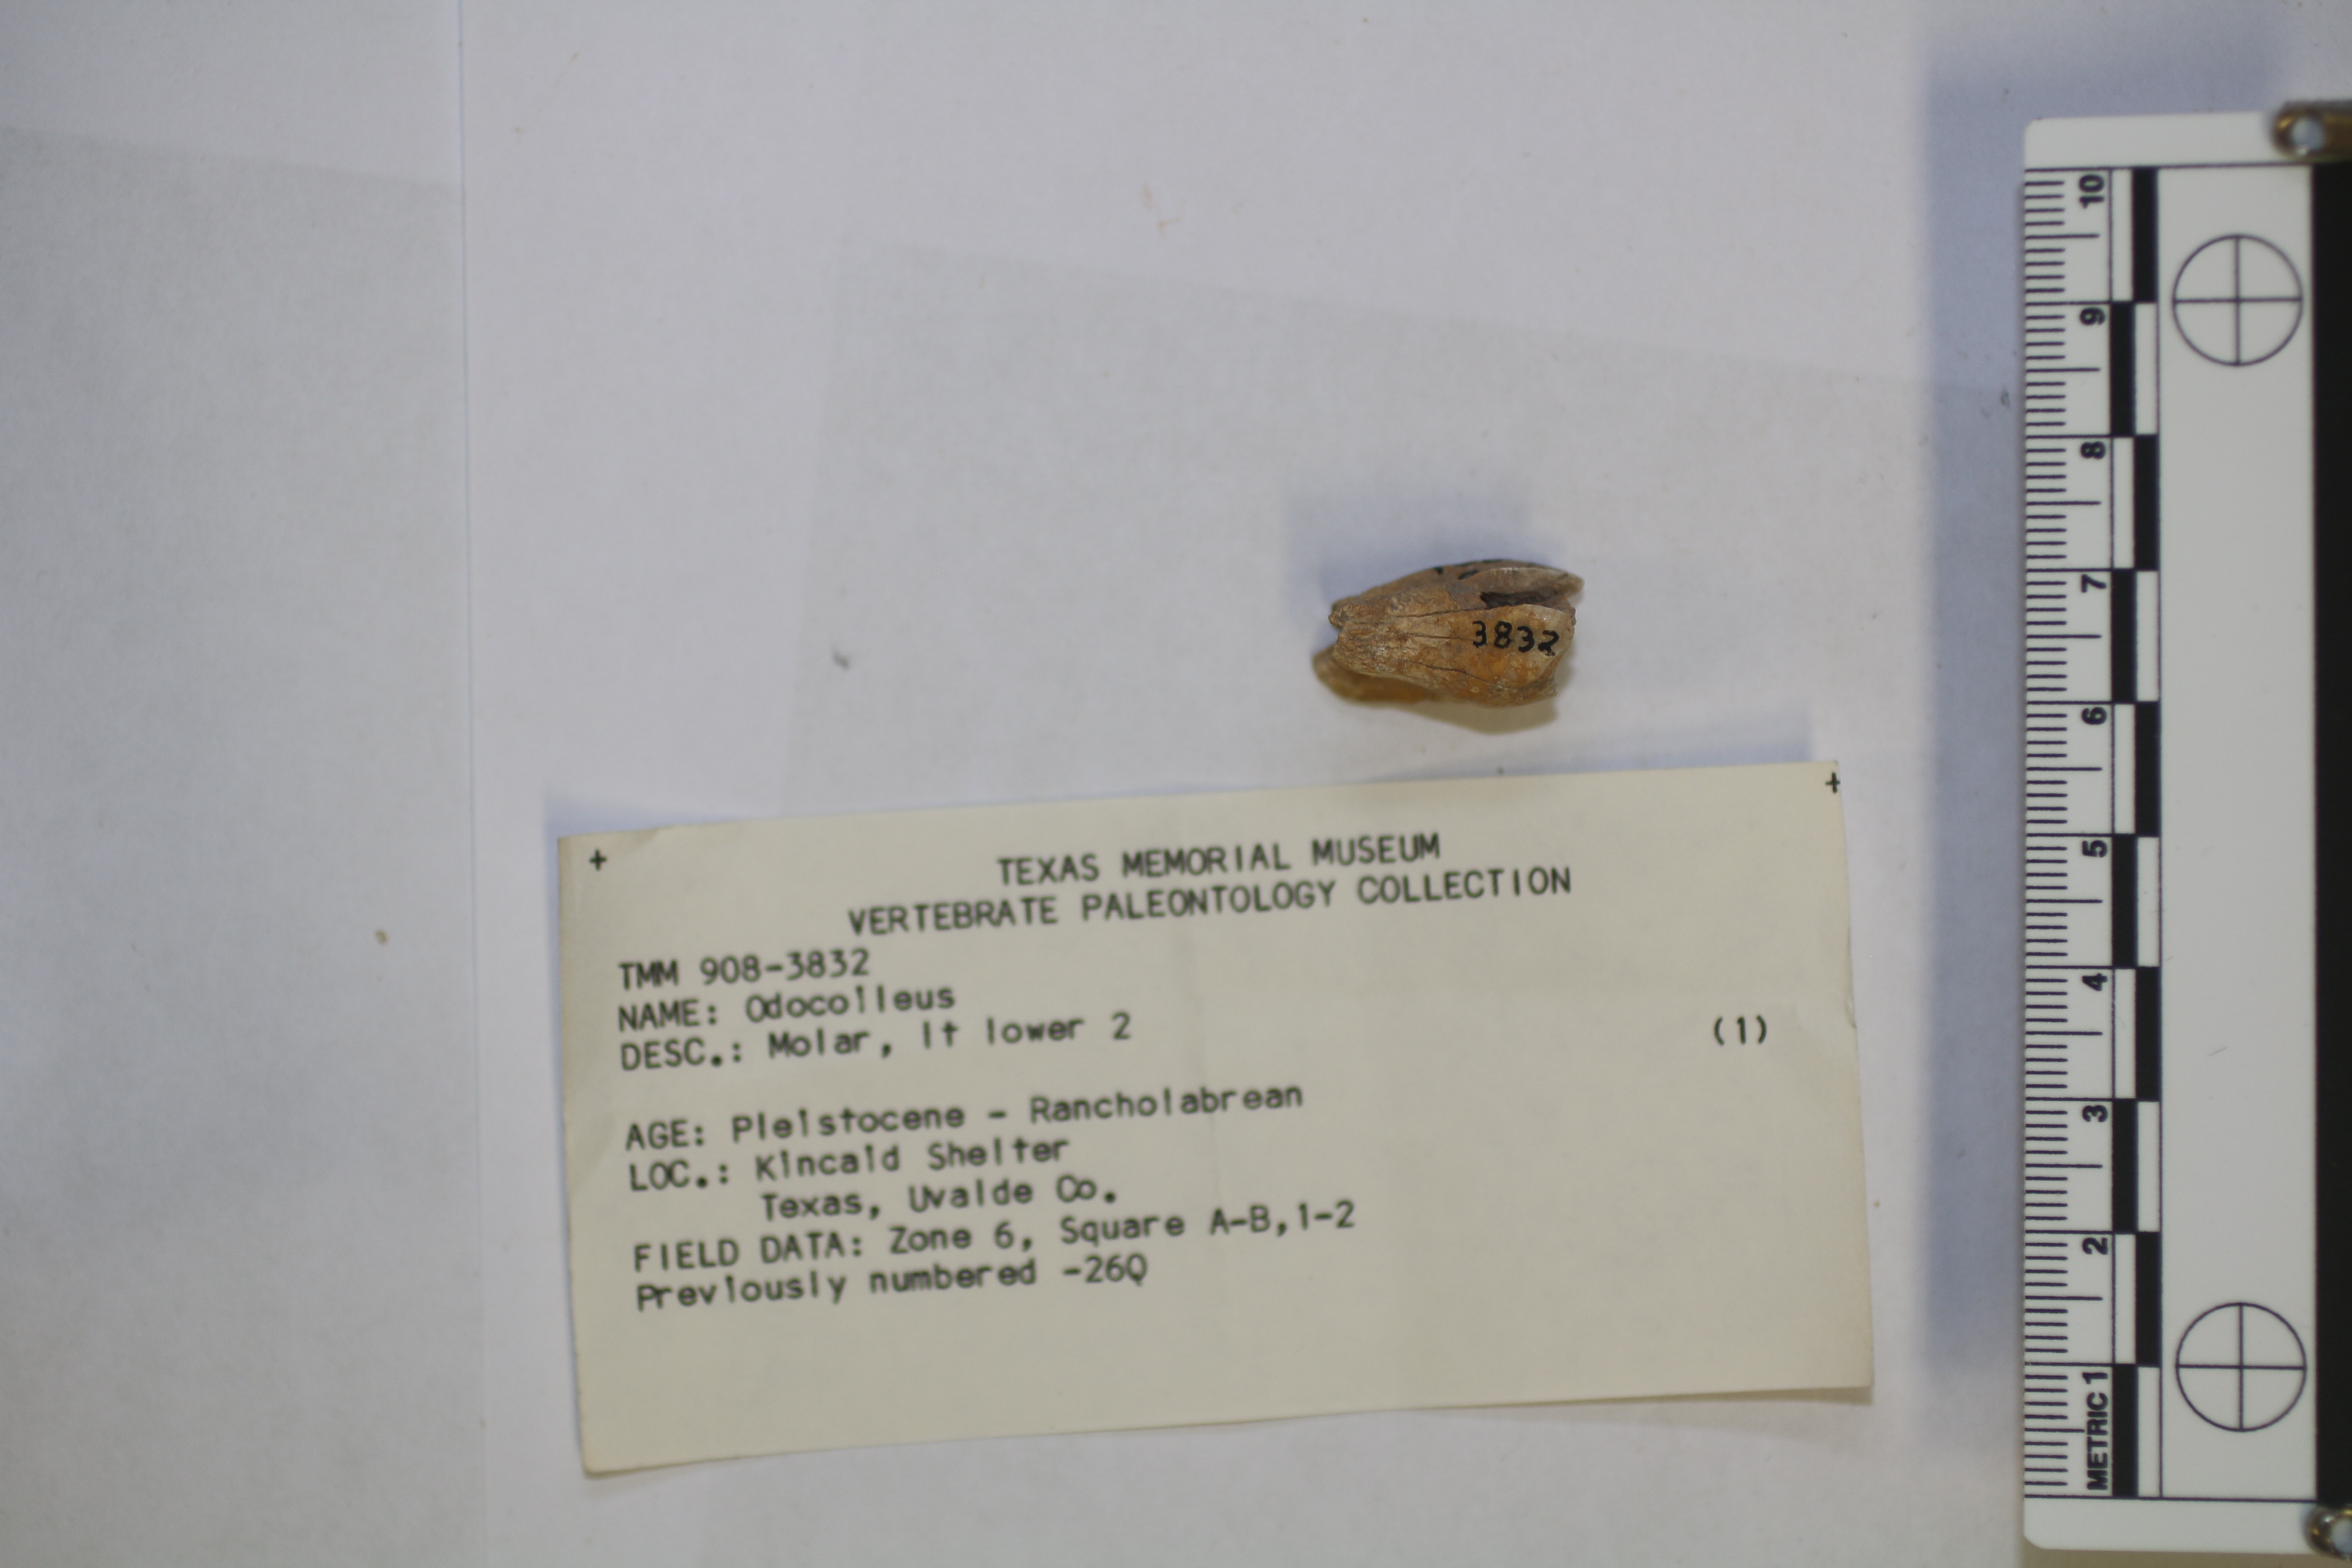 3832
+ +
TEXAS MEMORIAL MUSEUM
VERTEBRATE PALEONTOLOGY COLLECTION
TMM 908-3832
NAME: Odocoileus
DESC.: Molar, lt lower 2 (1)
AGE: Pleistocene - Rancholabrean
LOC.: Kincaid Shelter
Texas, Uvalde Co.
FIELD DATA: Zone 6, Square A-B,1-2
Previously numbered -26Q
10
9
8
7
6
5
4
3
2
METRIC 1